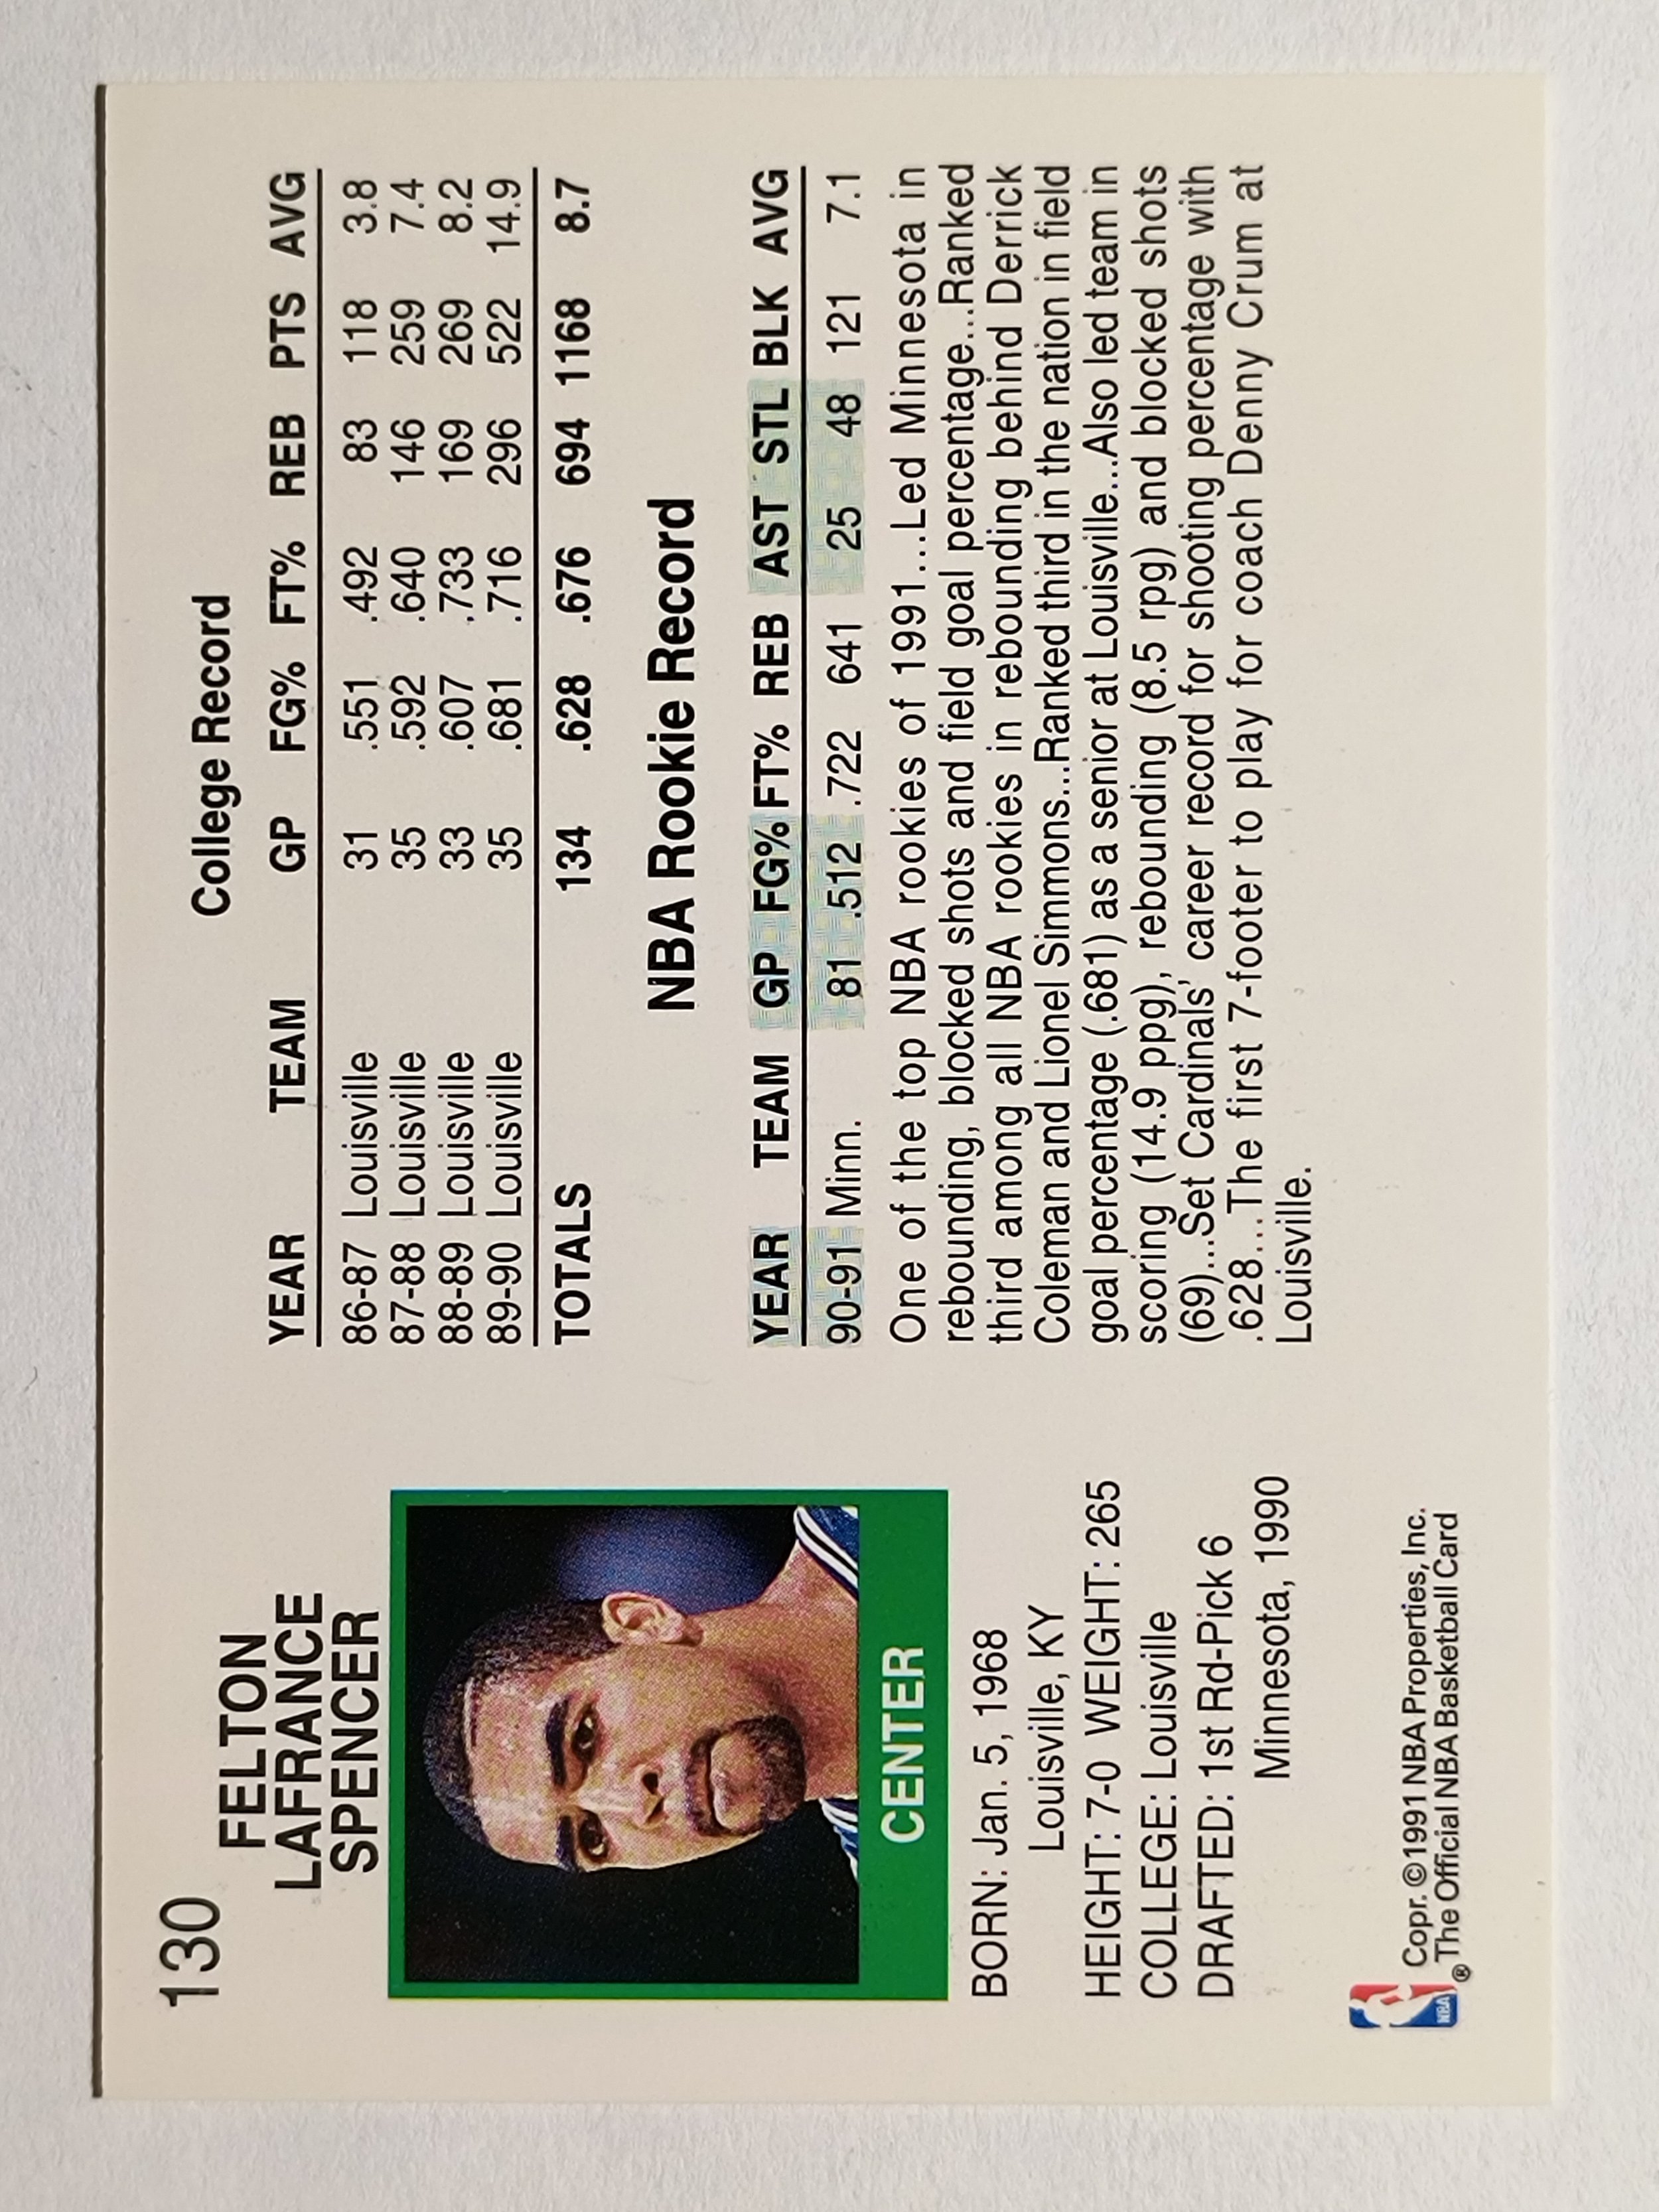 130
FELTON
LAFRANCE
SPENCER
CENTER
BORN: Jan. 5, 1968
Louisville, KY
HEIGHT: 7-0 WEIGHT: 265
COLLEGE: Louisville
DRAFTED: 1st Rd-Pick 6
Minnesota, 1990
NBA
®
Copr. ©1991 NBA Properties, Inc.
The Official NBA Basketball Card
College Record
YEAR TEAM GP FG% FT% REB PTS AVG
86-87 Louisville 31 .551 .492 83 118 3.8
87-88 Louisville 35 .592 .640 146 259 7.4
88-89 Louisville 33 .607 .733 169 269 8.2
89-90 Louisville 35 .681 .716 296 522 14.9
TOTALS 134 .628 .676 694 1168 8.7
NBA Rookie Record
YEAR TEAM GP FG% FT% REB AST STL BLK AVG
90-91 Minn. 81 .512 .722 641 25 48 121 7.1
One of the top NBA rookies of 1991...Led Minnesota in
rebounding, blocked shots and field goal percentage...Ranked
third among all NBA rookies in rebounding behind Derrick
Coleman and Lionel Simmons...Ranked third in the nation in field
goal percentage (.681) as a senior at Louisville...Also led team in
scoring (14.9 ppg), rebounding (8.5 rpg) and blocked shots
(69)...Set Cardinals' career record for shooting percentage with
.628...The first 7-footer to play for coach Denny Crum at
Louisville.